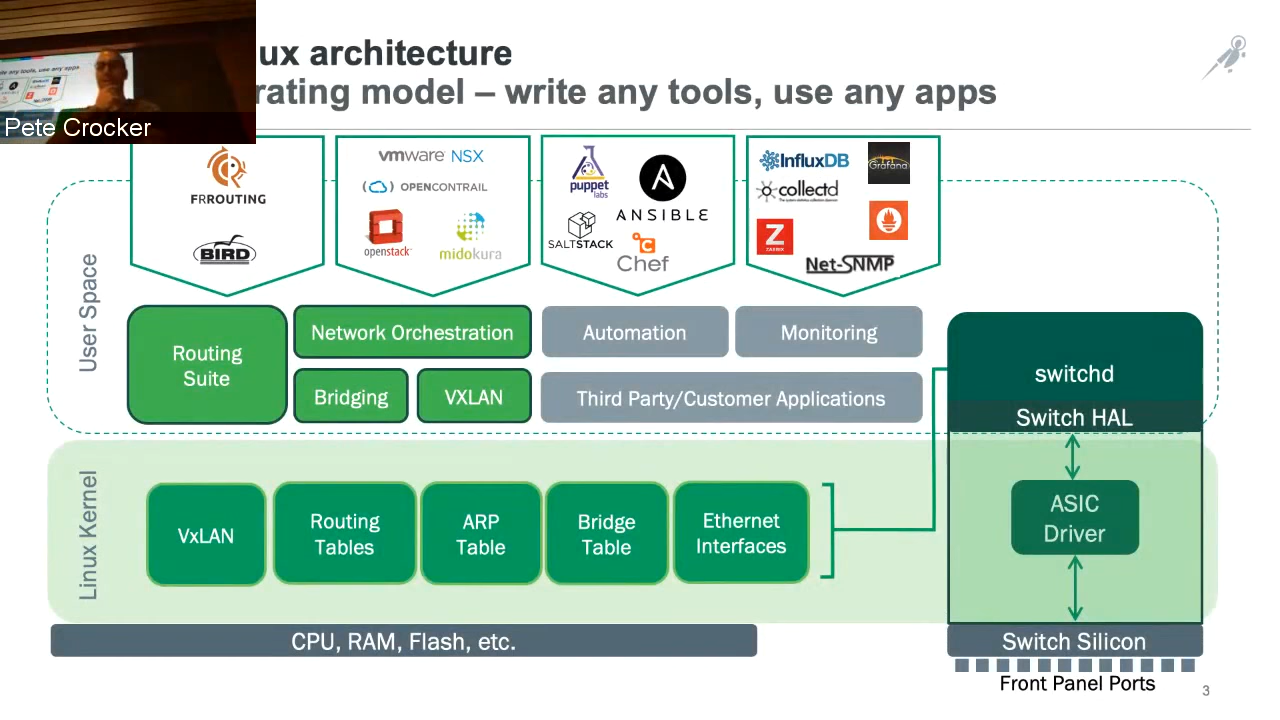 ux architecture
rating model – write any tools, use any apps
Pete Crocker
FRROUTING
BIRD
vmware NSX
OPENCONTRAIL
openstack
midokura
puppet
labs
ANSIBLE
SALTSTACK
Chef
InfluxDB
Grafana
collectd
Z
ZABBIX
Net-SNMP
User Space
Routing
Suite
Network Orchestration
Bridging
VXLAN
Automation
Monitoring
Third Party/Customer Applications
switchd
Switch HAL
ASIC
Driver
Linux Kernel
VxLAN
Routing
Tables
ARP
Table
Bridge
Table
Ethernet
Interfaces
CPU, RAM, Flash, etc.
Switch Silicon
Front Panel Ports
3